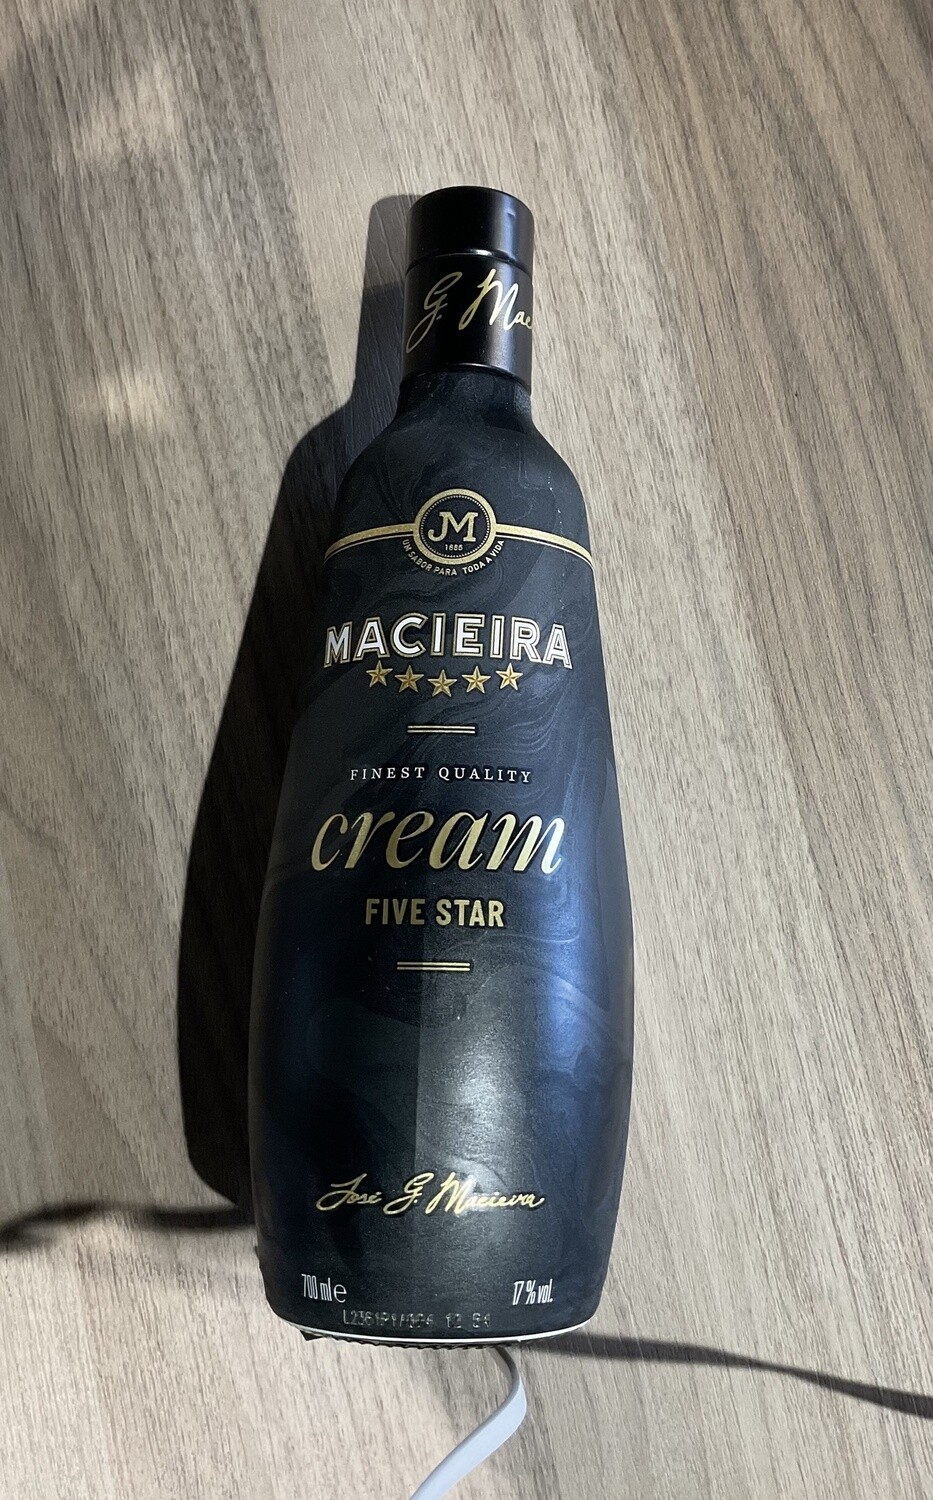 G. Mac
JM
1885
UM SABOR PARA TODA A VIDA
MACIEIRA
FINEST QUALITY
cream
FIVE STAR
José G. Macieira
700 ml e
17 % vol.